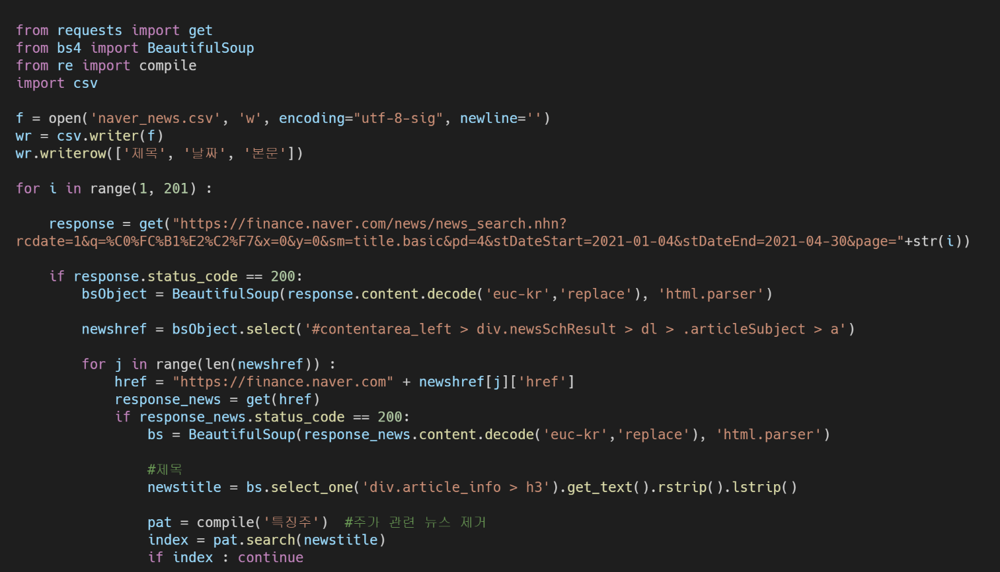 from requests import get
from bs4 import BeautifulSoup
from re import compile
import csv
f = open('naver_news.csv', 'w', encoding="utf-8-sig", newline='')
wr = csv.writer(f)
wr.writerow(['제목', '날짜', '본문'])
for i in range(1, 201) :
response = get("https://finance.naver.com/news/news_search.nhn?
rcdate=1&q=%C0%FC%B1%E2%C2%F7&x=0&y=0&sm=title.basic&pd=4&stDateStart=2021-01-04&stDateEnd=2021-04-30&page="+str(i))
if response.status_code == 200:
bsObject = BeautifulSoup(response.content.decode('euc-kr','replace'), 'html.parser')
newshref = bsObject.select('#contentarea_left > div.newsSchResult > dl > .articleSubject > a')
for j in range(len(newshref)) :
href = "https://finance.naver.com" + newshref[j]['href']
response_news = get(href)
if response_news.status_code == 200:
bs = BeautifulSoup(response_news.content.decode('euc-kr','replace'), 'html.parser')
#제목
newstitle = bs.select_one('div.article_info > h3').get_text().rstrip().lstrip()
pat = compile('특징주')  #주가 관련 뉴스 제거
index = pat.search(newstitle)
if index : continue